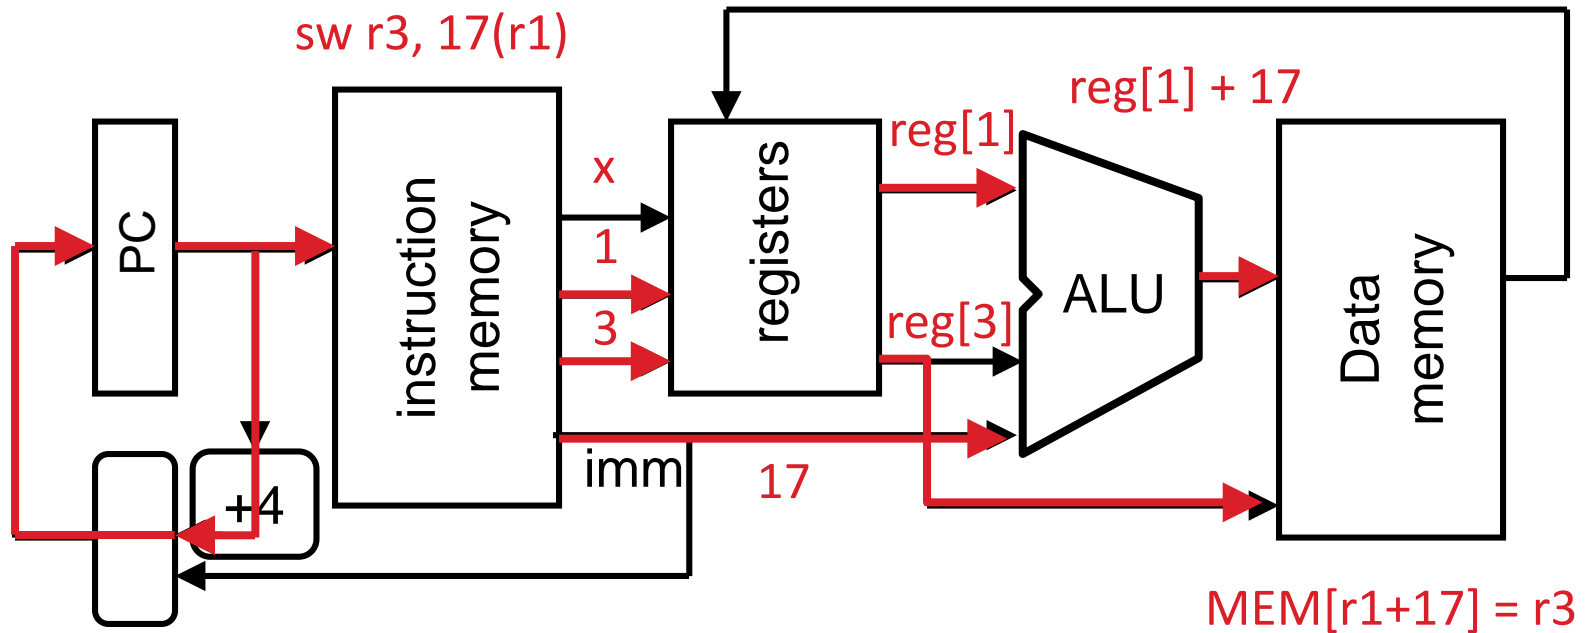 sw r3, 17(r1)
reg[1] + 17
PC
instruction
memory
x
1
3
registers
reg[1]
reg[3]
ALU
Data
memory
+4
imm
17
MEM[r1+17] = r3